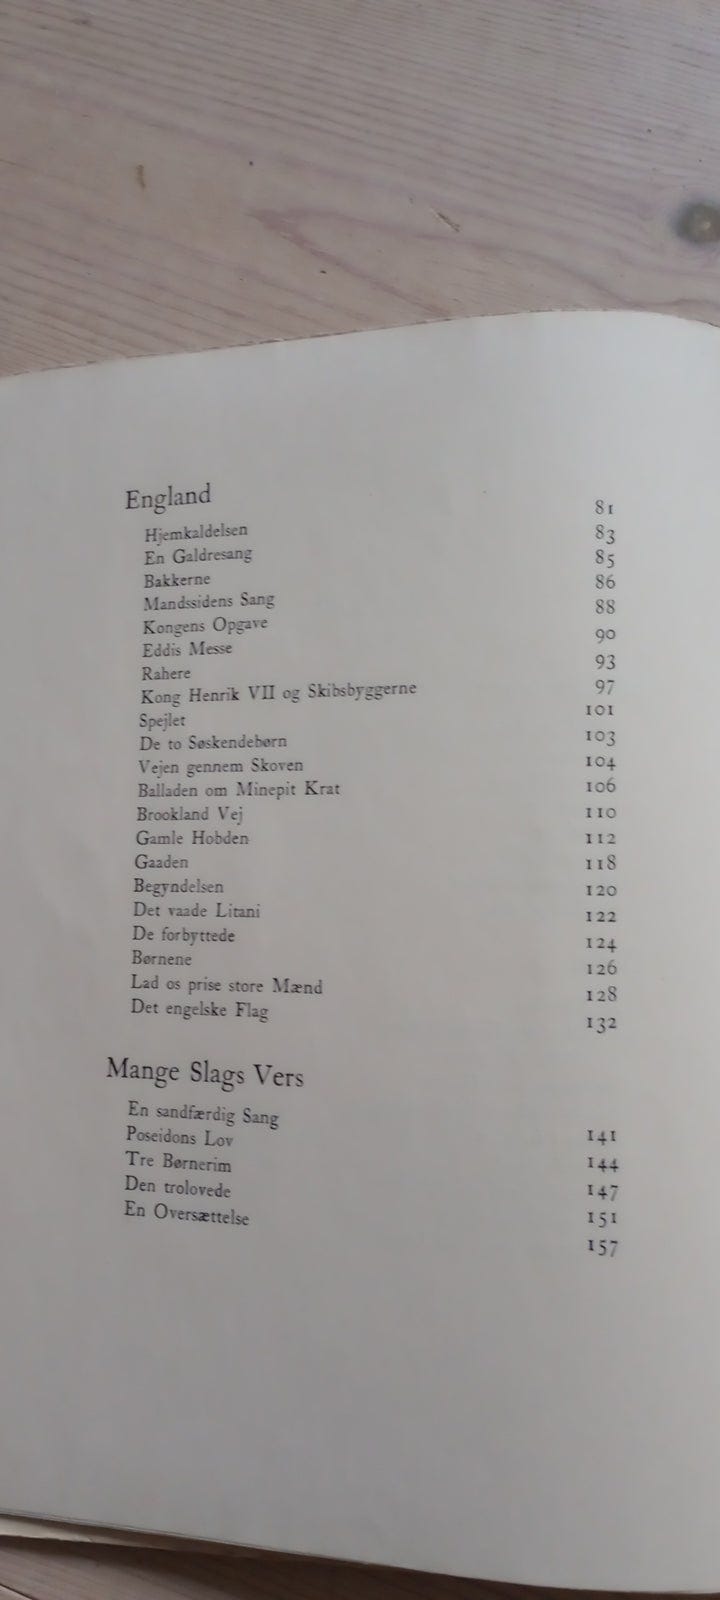 England
Hjemkaldelsen 81
En Galdresang 83
Bakkerne 85
Mandssidens Sang 86
Kongens Opgave 88
Eddis Messe 90
Rahere 93
Kong Henrik VII og Skibsbyggerne 97
Spejlet 101
De to Søskendebørn 103
Vejen gennem Skoven 104
Balladen om Minepit Krat 106
Brookland Vej 110
Gamle Hobden 112
Gaaden 118
Begyndelsen 120
Det vaade Litani 122
De forbyttede 124
Børnene 126
Lad os prise store Mænd 128
Det engelske Flag 132
Mange Slags Vers
En sandfærdig Sang 141
Poseidons Lov 144
Tre Børnerim 147
Den trolovede 151
En Oversættelse 157